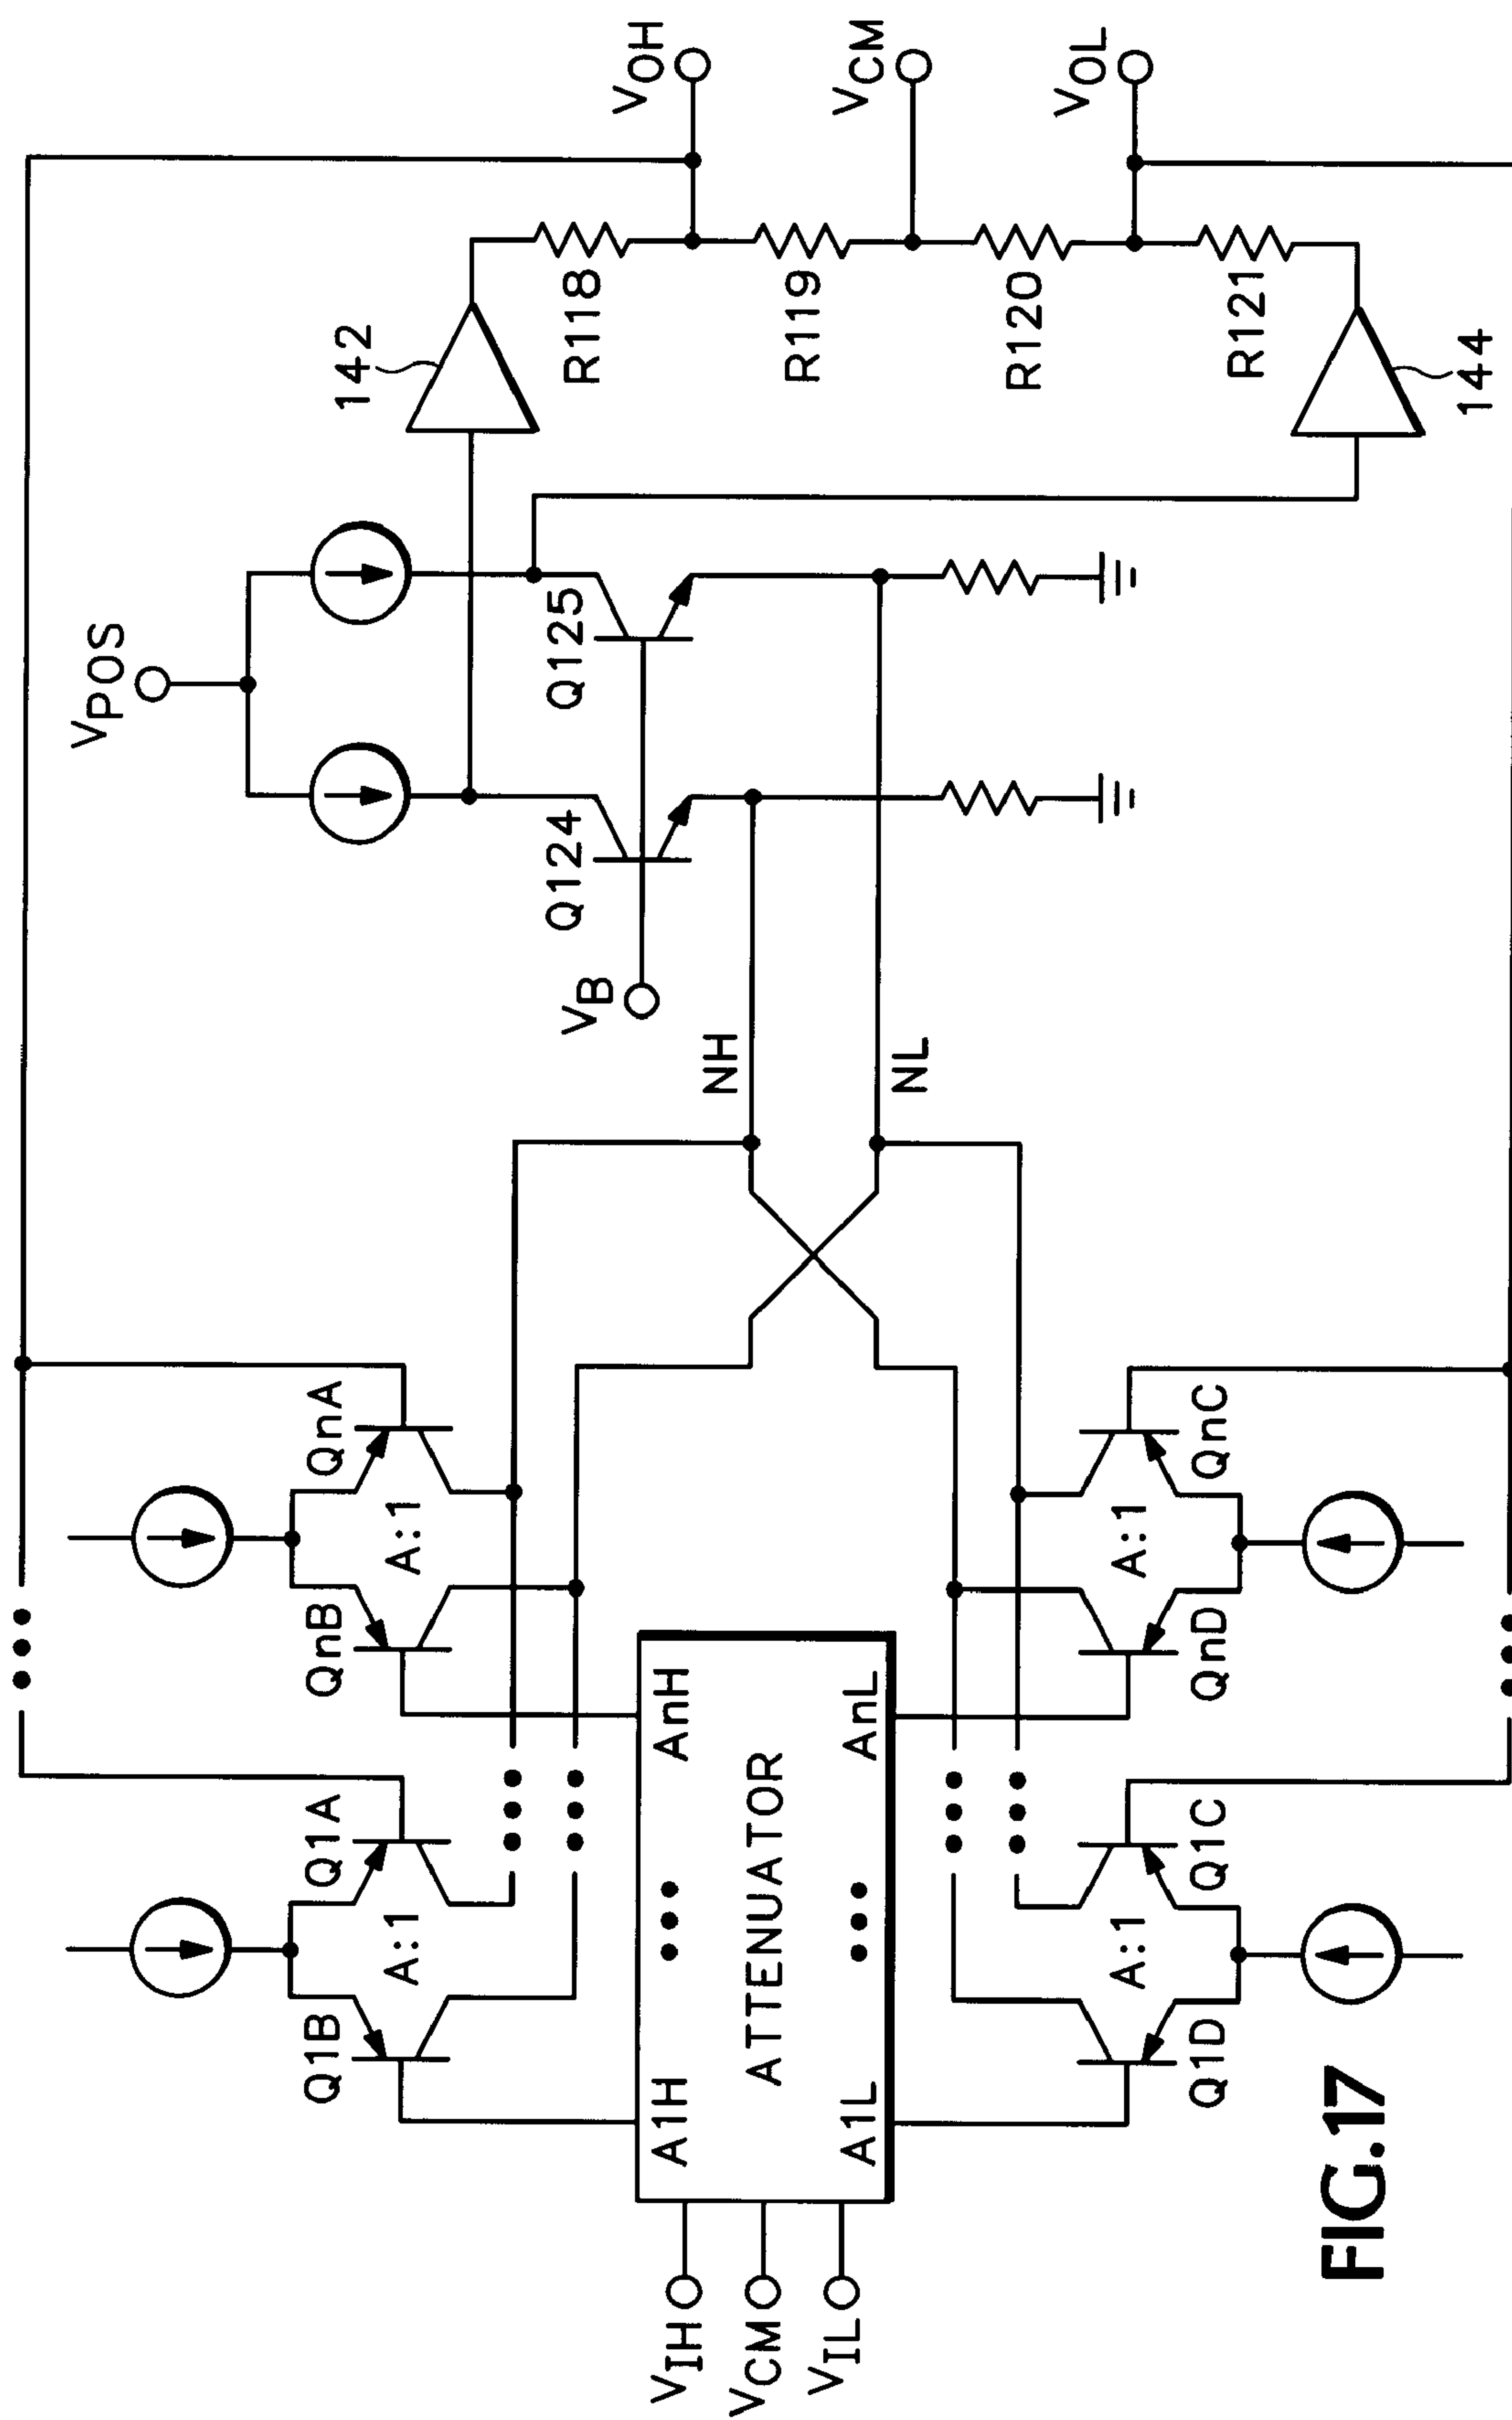 VPOS
142
VOH
R118
VCM
R119
R120
VOL
R121
144
Q124
Q125
VB
NH
NL
Q1B
Q1A
A:1
QnB
QnA
A:1
A1H
AnH
ATTENUATOR
A1L
AnL
VIH
VCM
VIL
Q1D
Q1C
A:1
QnD
QnC
A:1
FIG.17